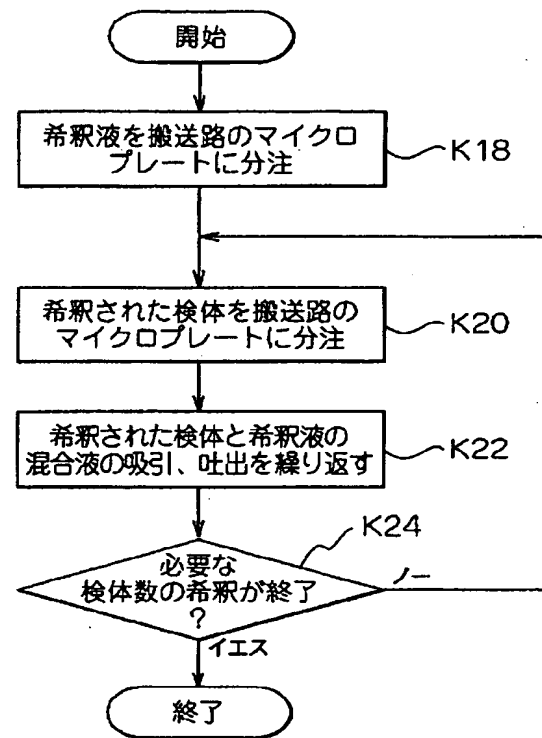 開始
希釈液を搬送路のマイクロ
プレートに分注
K18
希釈された検体を搬送路の
マイクロプレートに分注
K20
希釈された検体と希釈液の
混合液の吸引、吐出を繰り返す
K22
K24
必要な
検体数の希釈が終了
?
ノー
イエス
終了